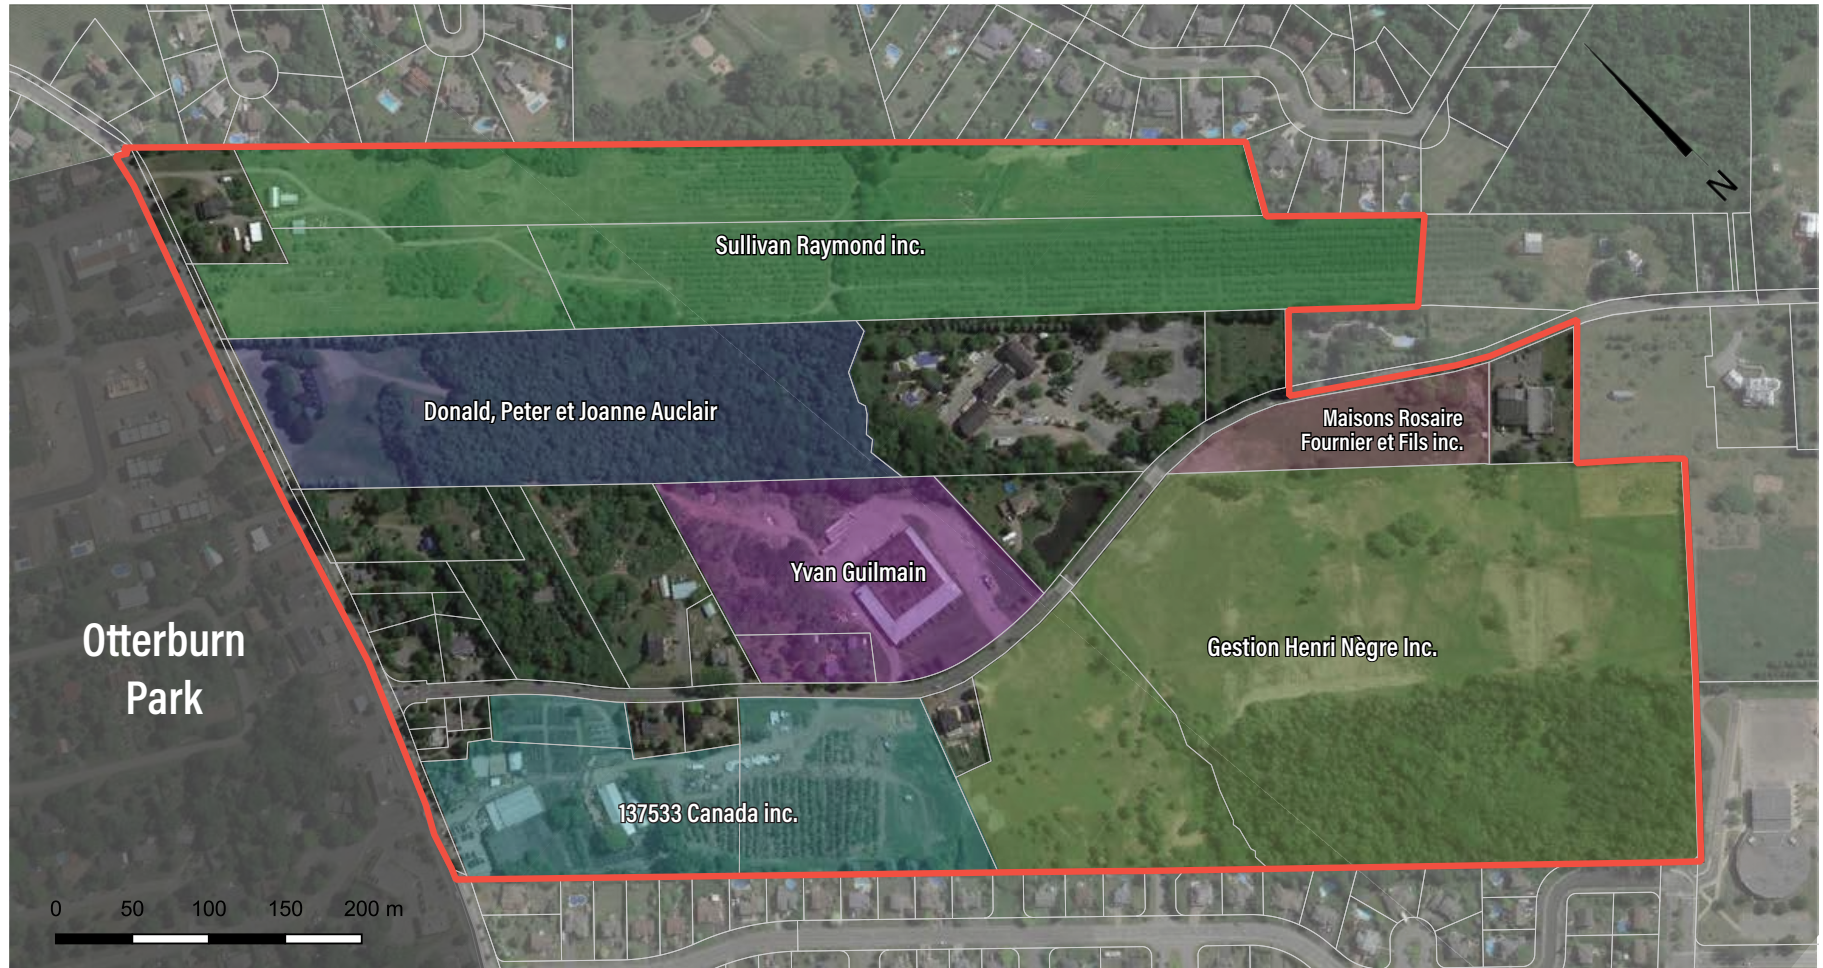 N
Sullivan Raymond inc.
Donald, Peter et Joanne Auclair
Maisons Rosaire
Fournier et Fils inc.
Yvan Guilmain
Otterburn
Park
Gestion Henri Nègre Inc.
137533 Canada inc.
0 50 100 150 200 m